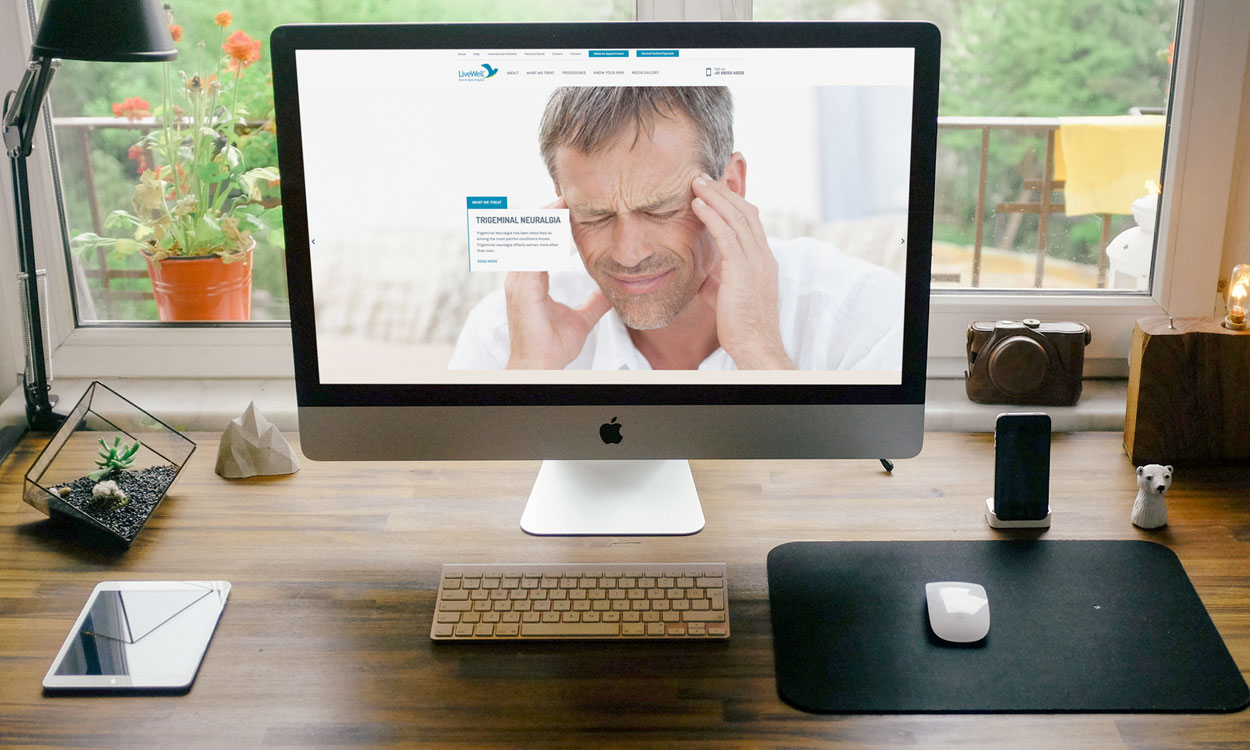 Home FAQs International Patients Patients Speak Careers Contact Make An Appointment Consult/Online Payment
LiveWell
ABOUT WHAT WE TREAT PROCEDURES KNOW YOUR PAIN MEDIA GALLERY
WHAT WE TREAT
TRIGEMINAL NEURALGIA
Trigeminal Neuralgia has been described as
among the most painful conditions known.
Trigeminal neuralgia affects women more often
than men.
READ MORE